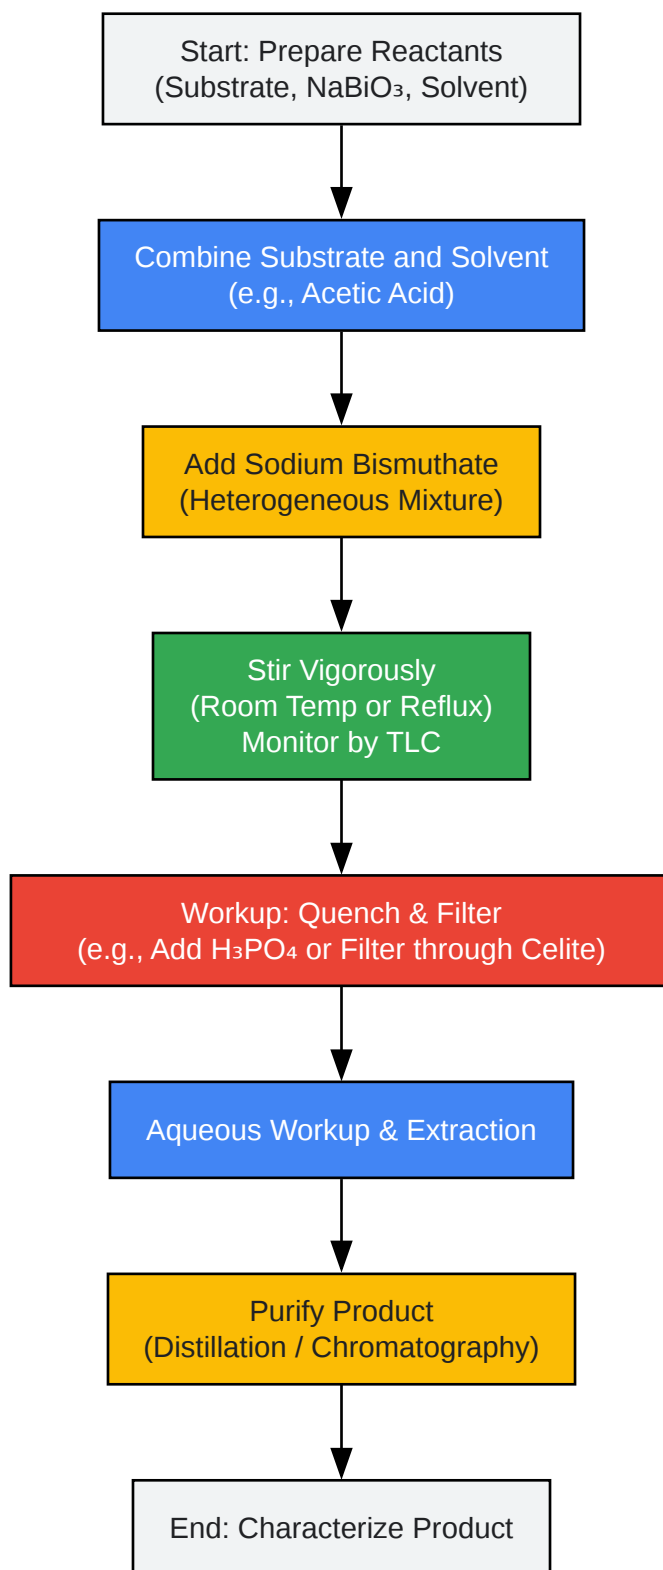 Start: Prepare Reactants
(Substrate, NaBiO₃, Solvent)
Combine Substrate and Solvent
(e.g., Acetic Acid)
Add Sodium Bismuthate
(Heterogeneous Mixture)
Stir Vigorously
(Room Temp or Reflux)
Monitor by TLC
Workup: Quench & Filter
(e.g., Add H₃PO₄ or Filter through Celite)
Aqueous Workup & Extraction
Purify Product
(Distillation / Chromatography)
End: Characterize Product